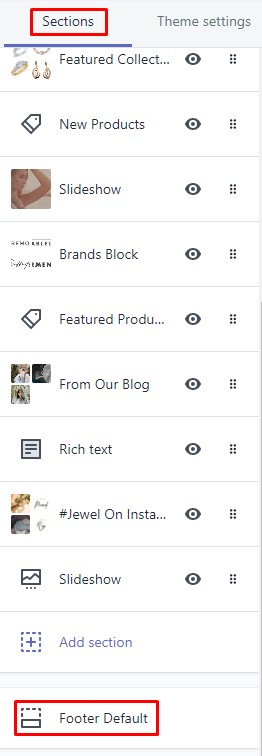 Sections
Theme settings
Featured Collect...
New Products
Slideshow
Brands Block
Featured Produ...
From Our Blog
Rich text
#Jewel On Insta...
Slideshow
Add section
Footer Default